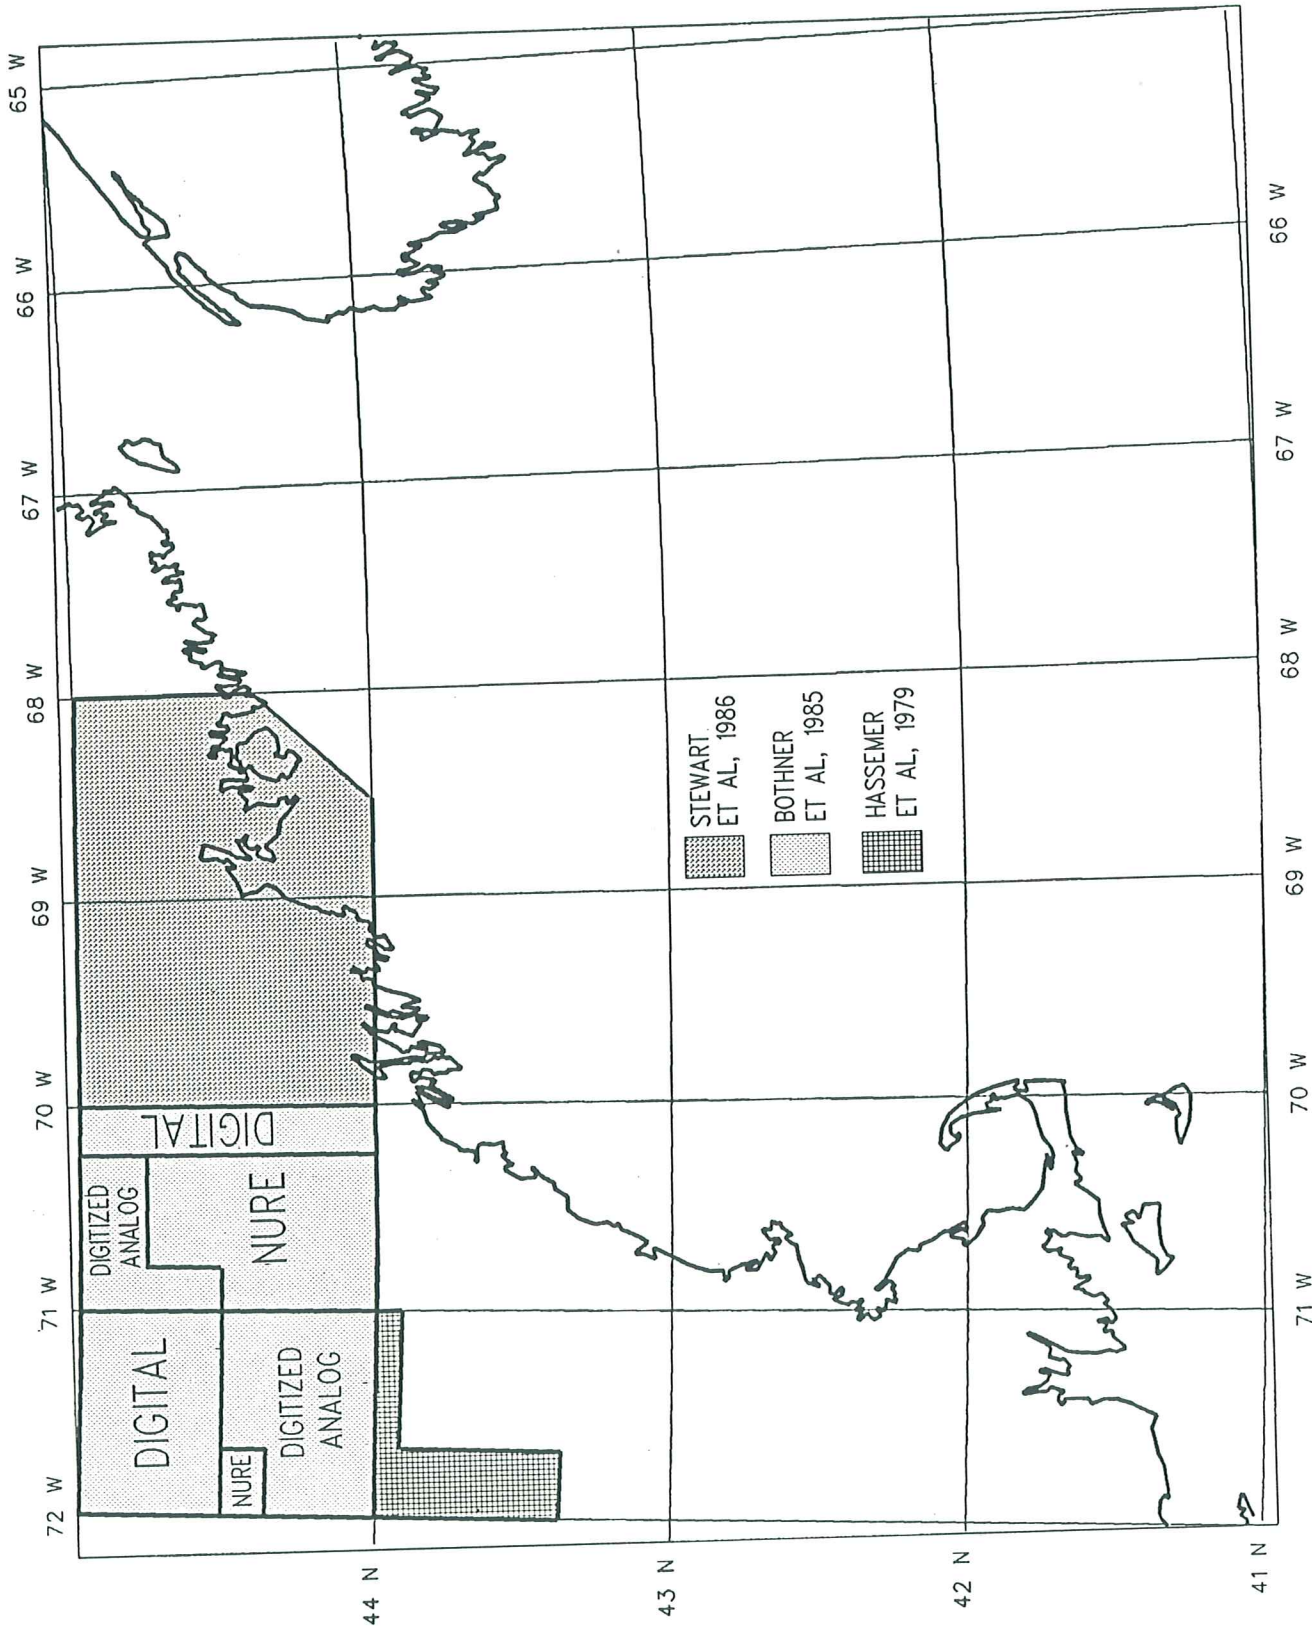 72 W
71 W
70 W
69 W
68 W
67 W
66 W
65 W
DIGITAL
DIGITIZED
ANALOG
DIGITAL
NURE
NURE
DIGITIZED
ANALOG
44 N
43 N
42 N
41 N
STEWART
ET AL, 1986
BOTHNER
ET AL, 1985
HASSEMER
ET AL, 1979
71 W
70 W
69 W
68 W
67 W
66 W